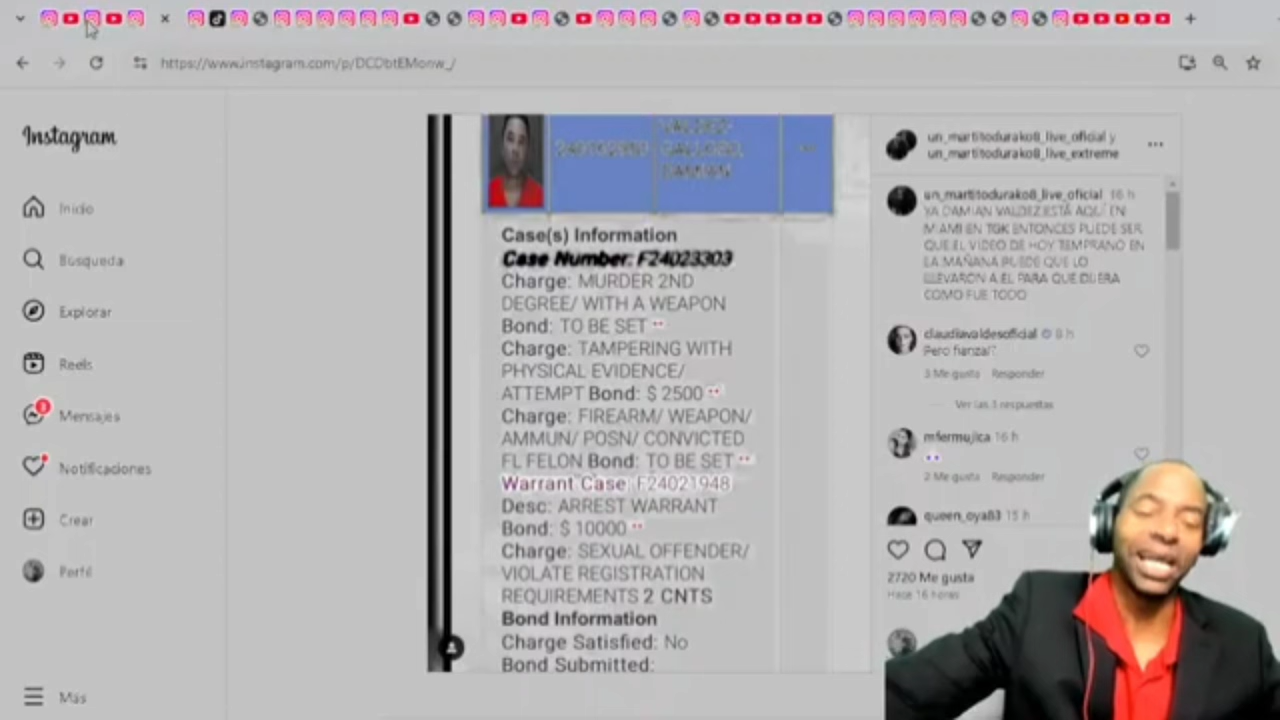 https://www.instagram.com/p/DCDbtEMonw_/
Instagram
Inicio
Búsqueda
Explorar
Reels
8
Mensajes
Notificaciones
Crear
Perfil
Más
Case(s) Information
Case Number: F24023303
Charge: MURDER 2ND
DEGREE/ WITH A WEAPON
Bond: TO BE SET **
Charge: TAMPERING WITH
PHYSICAL EVIDENCE/
ATTEMPT Bond: $ 2500 **
Charge: FIREARM/ WEAPON/
AMMUN/ POSN/ CONVICTED
FL FELON Bond: TO BE SET **
Warrant Case: F24021948
Desc: ARREST WARRANT
Bond: $ 10000 **
Charge: SEXUAL OFFENDER/
VIOLATE REGISTRATION
REQUIREMENTS 2 CNTS
Bond Information
Charge Satisfied: No
Bond Submitted:
un_martitodurako8_live_oficial y
un_martitodurako8_live_extreme
un_martitodurako8_live_oficial 16 h
YA DAMIAN VALDEZ ESTÁ AQUÍ EN
MIAMI EN TGK ENTONCES PUEDE SER
QUE EL VIDEO DE HOY TEMPRANO EN
LA MAÑANA PUEDE QUE LO
LLEVARON A EL PARA QUE DIJERA
COMO FUE TODO
claudiavaldesoficial 9 h
Pero fianza!?
3 Me gusta Responder
Ver las 5 respuestas
mfermujica 16 h
2 Me gusta Responder
queen_oya83 15 h
2720 Me gusta
Hace 16 horas